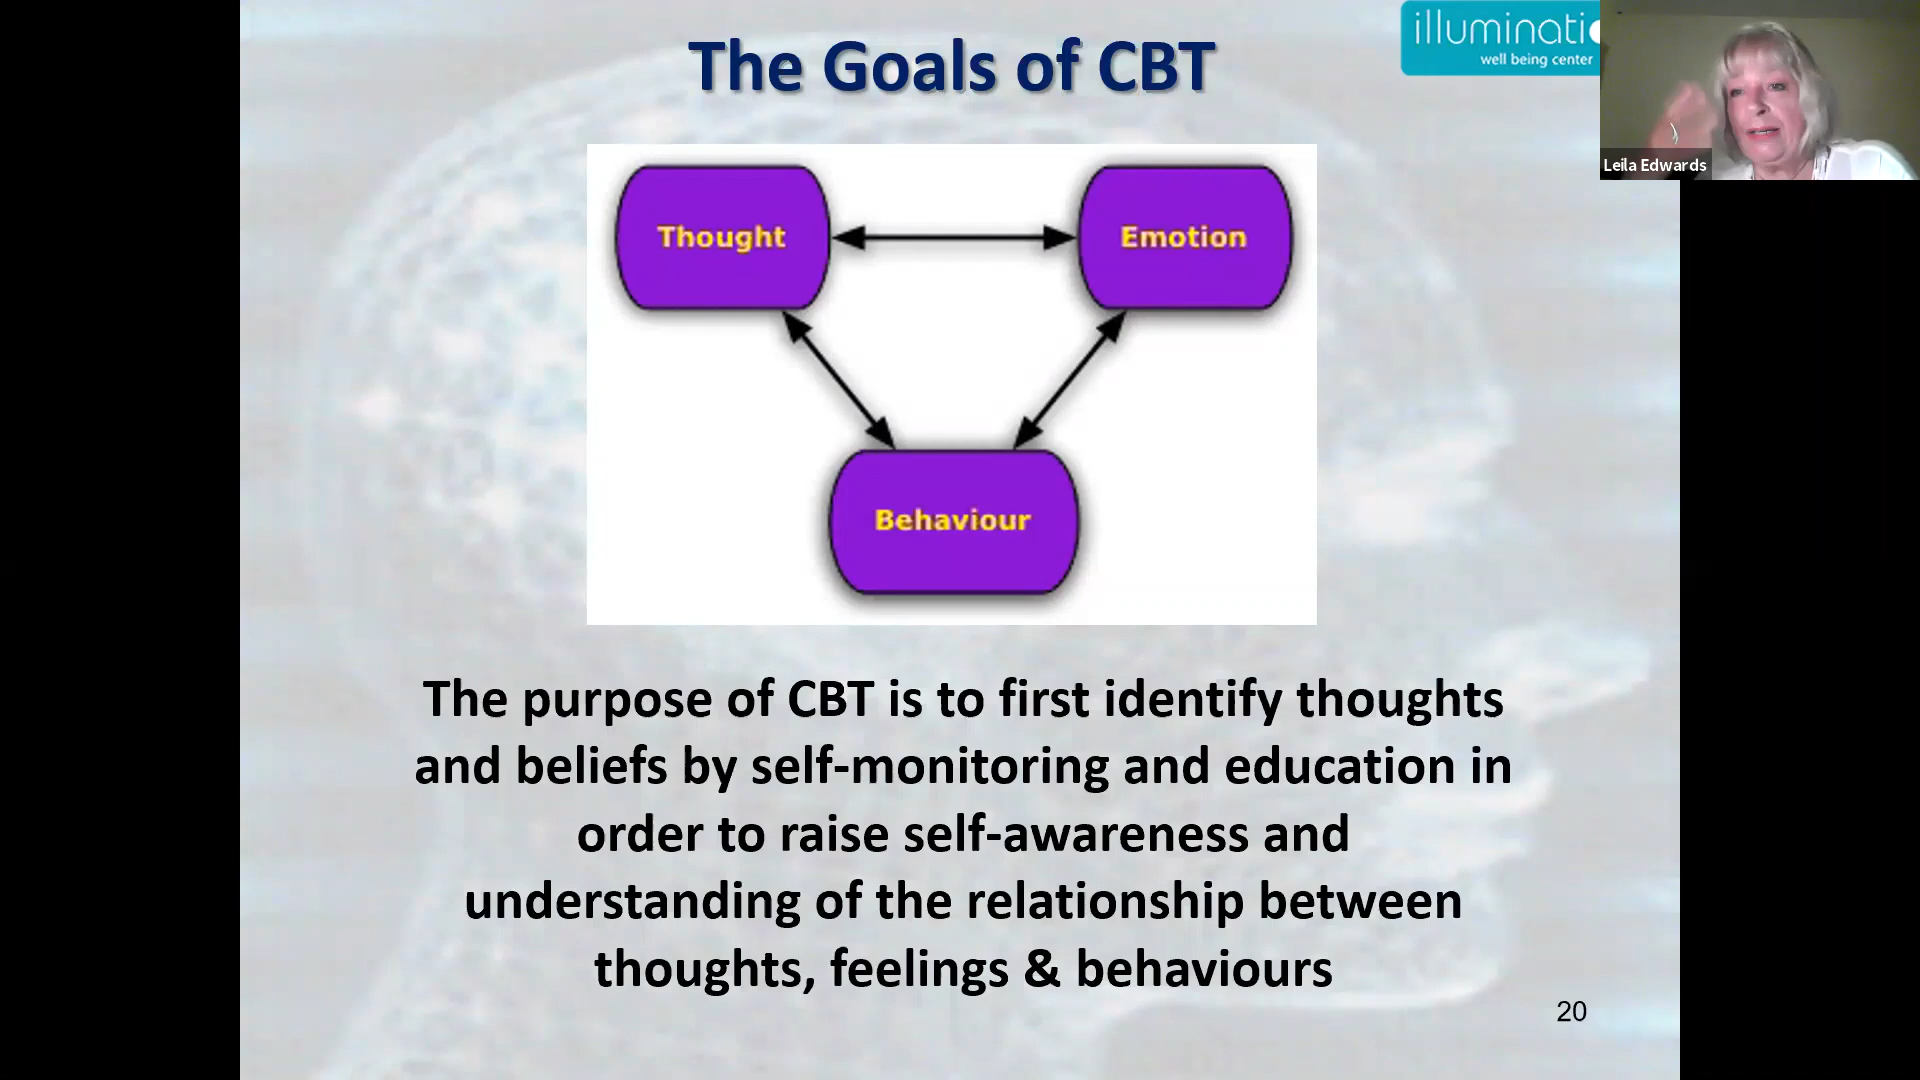 The Goals of CBT
illuminati
well being center
Leila Edwards
Thought
Emotion
Behaviour
The purpose of CBT is to first identify thoughts
and beliefs by self-monitoring and education in
order to raise self-awareness and
understanding of the relationship between
thoughts, feelings & behaviours
20